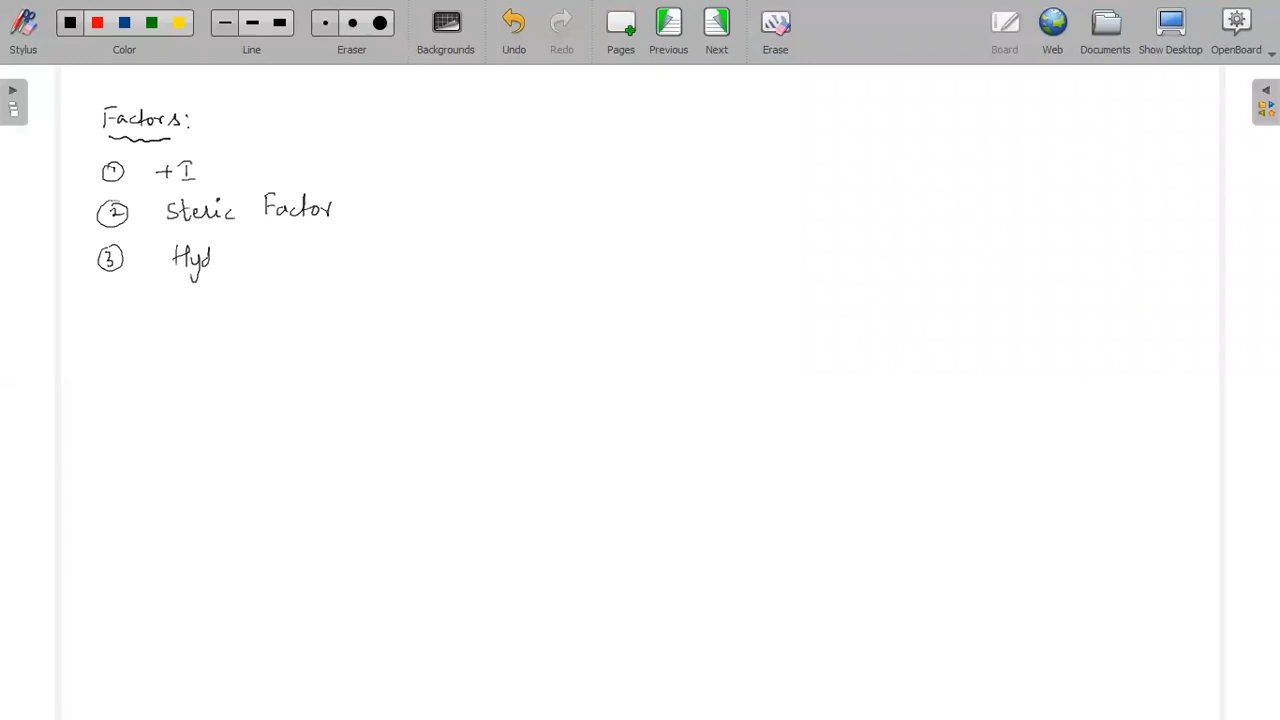 Stylus Color Line Eraser Backgrounds Undo Redo Pages Previous Next Erase Board Web Documents Show Desktop OpenBoard
Factors:
① +I
② Steric Factor
③ Hyd